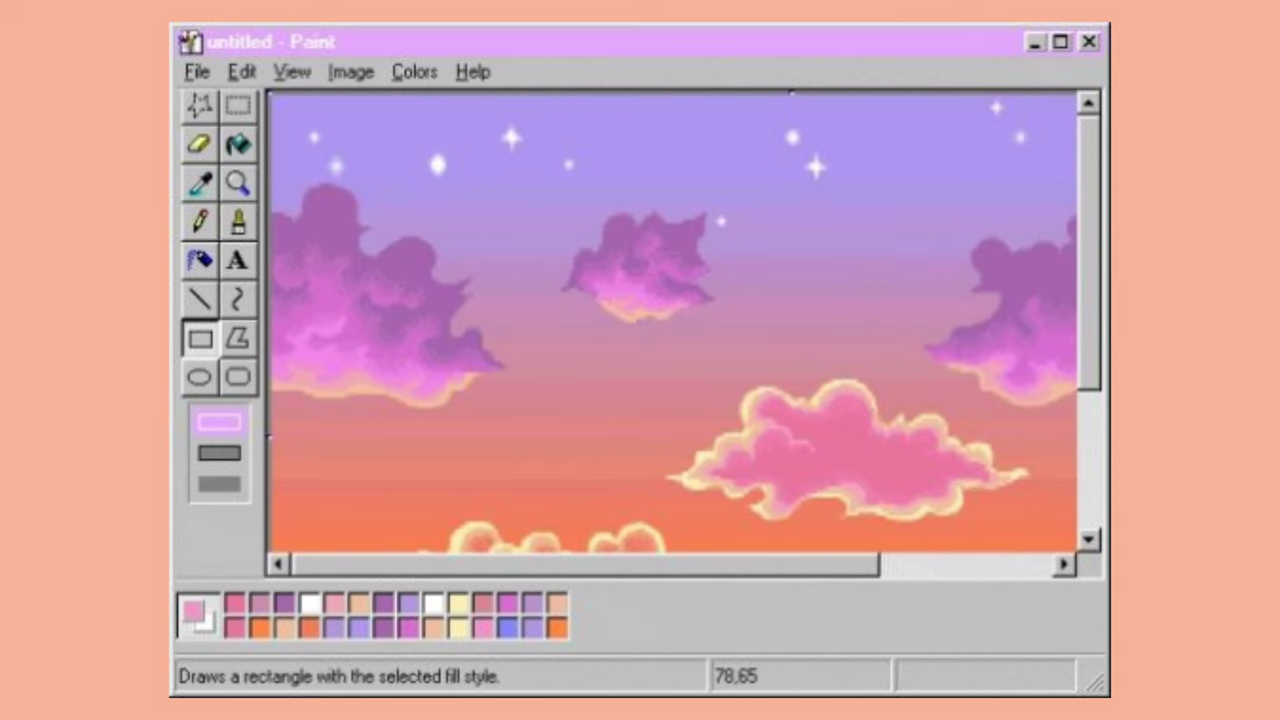 untitled - Paint
File Edit View Image Colors Help
A
Draws a rectangle with the selected fill style.
78,65